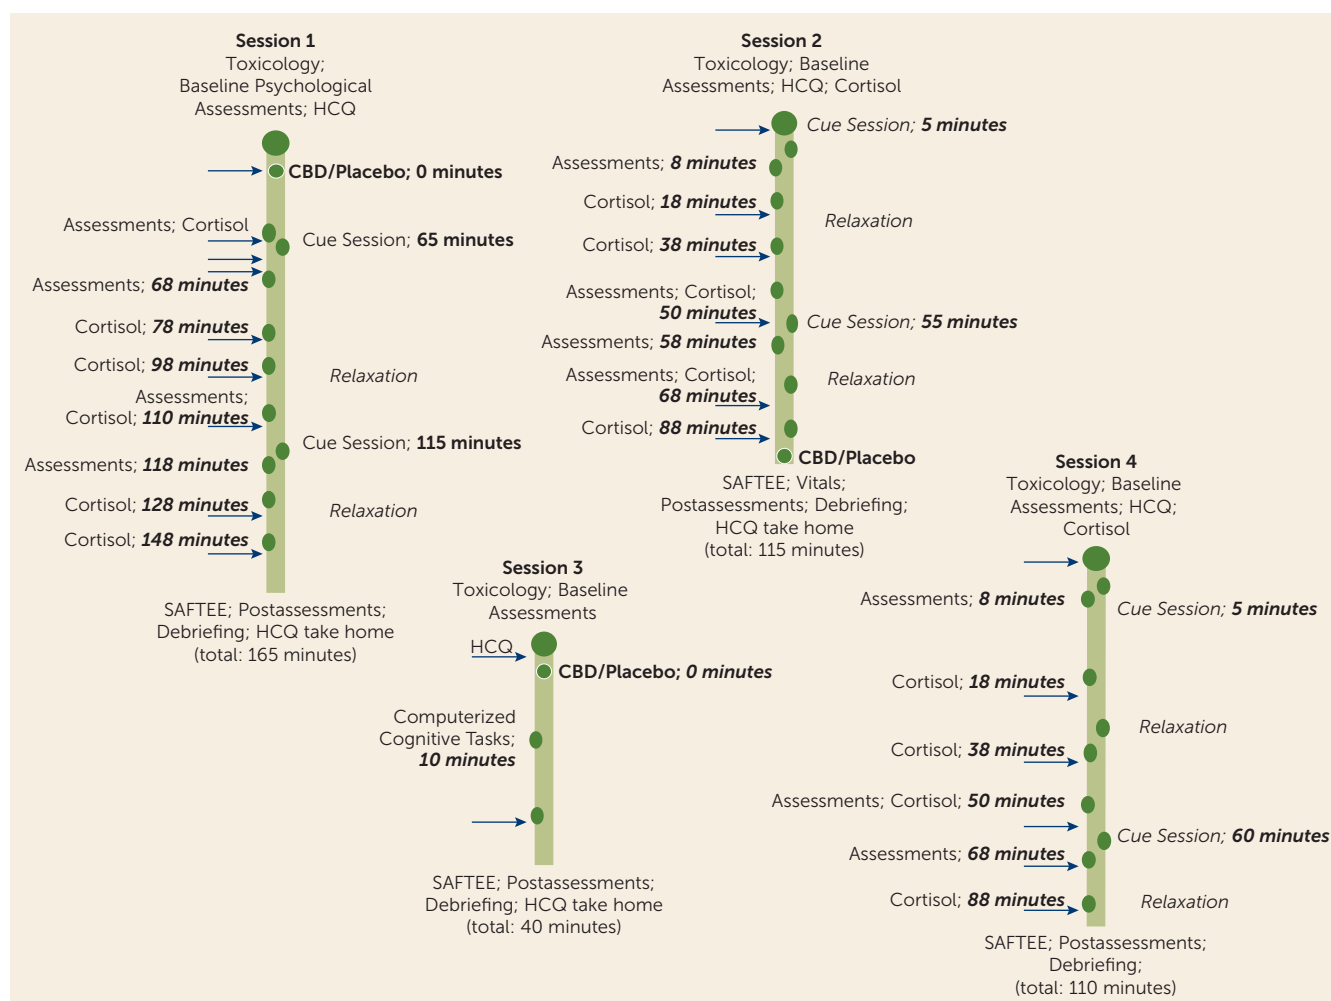 Session 1
Toxicology;
Baseline Psychological
Assessments; HCQ
CBD/Placebo; 0 minutes
Assessments; Cortisol
Cue Session; 65 minutes
Assessments; 68 minutes
Cortisol; 78 minutes
Cortisol; 98 minutes
Relaxation
Assessments;
Cortisol; 110 minutes
Cue Session; 115 minutes
Assessments; 118 minutes
Cortisol; 128 minutes
Relaxation
Cortisol; 148 minutes
SAFTEE; Postassessments;
Debriefing; HCQ take home
(total: 165 minutes)
Session 2
Toxicology; Baseline
Assessments; HCQ; Cortisol
Cue Session; 5 minutes
Assessments; 8 minutes
Cortisol; 18 minutes
Relaxation
Cortisol; 38 minutes
Assessments; Cortisol;
50 minutes
Cue Session; 55 minutes
Assessments; 58 minutes
Assessments; Cortisol;
68 minutes
Relaxation
Cortisol; 88 minutes
CBD/Placebo
SAFTEE; Vitals;
Postassessments; Debriefing;
HCQ take home
(total: 115 minutes)
Session 3
Toxicology; Baseline
Assessments
HCQ
CBD/Placebo; 0 minutes
Computerized
Cognitive Tasks;
10 minutes
SAFTEE; Postassessments;
Debriefing; HCQ take home
(total: 40 minutes)
Session 4
Toxicology; Baseline
Assessments; HCQ;
Cortisol
Assessments; 8 minutes
Cue Session; 5 minutes
Cortisol; 18 minutes
Relaxation
Cortisol; 38 minutes
Assessments; Cortisol; 50 minutes
Cue Session; 60 minutes
Assessments; 68 minutes
Cortisol; 88 minutes
Relaxation
SAFTEE; Postassessments;
Debriefing;
(total: 110 minutes)